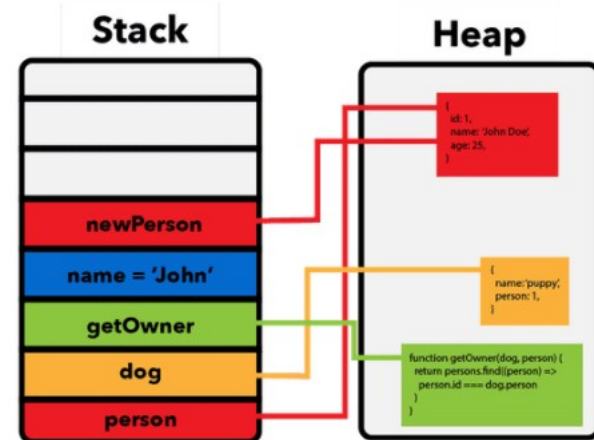 Stack
newPerson
name = 'John'
getOwner
dog
person
Heap
{
id: 1,
name: 'John Doe',
age: 25,
}
{
name:'puppy',
person: 1,
}
function getOwner(dog, person) {
return persons.find((person) =>
person.id === dog.person
)
}